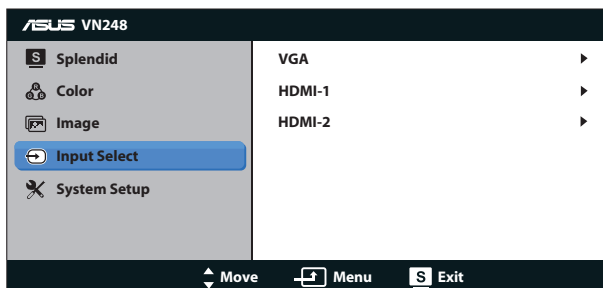 ASUS VN248
S Splendid
Color
Image
Input Select
System Setup
VGA
HDMI-1
HDMI-2
Move Menu S Exit